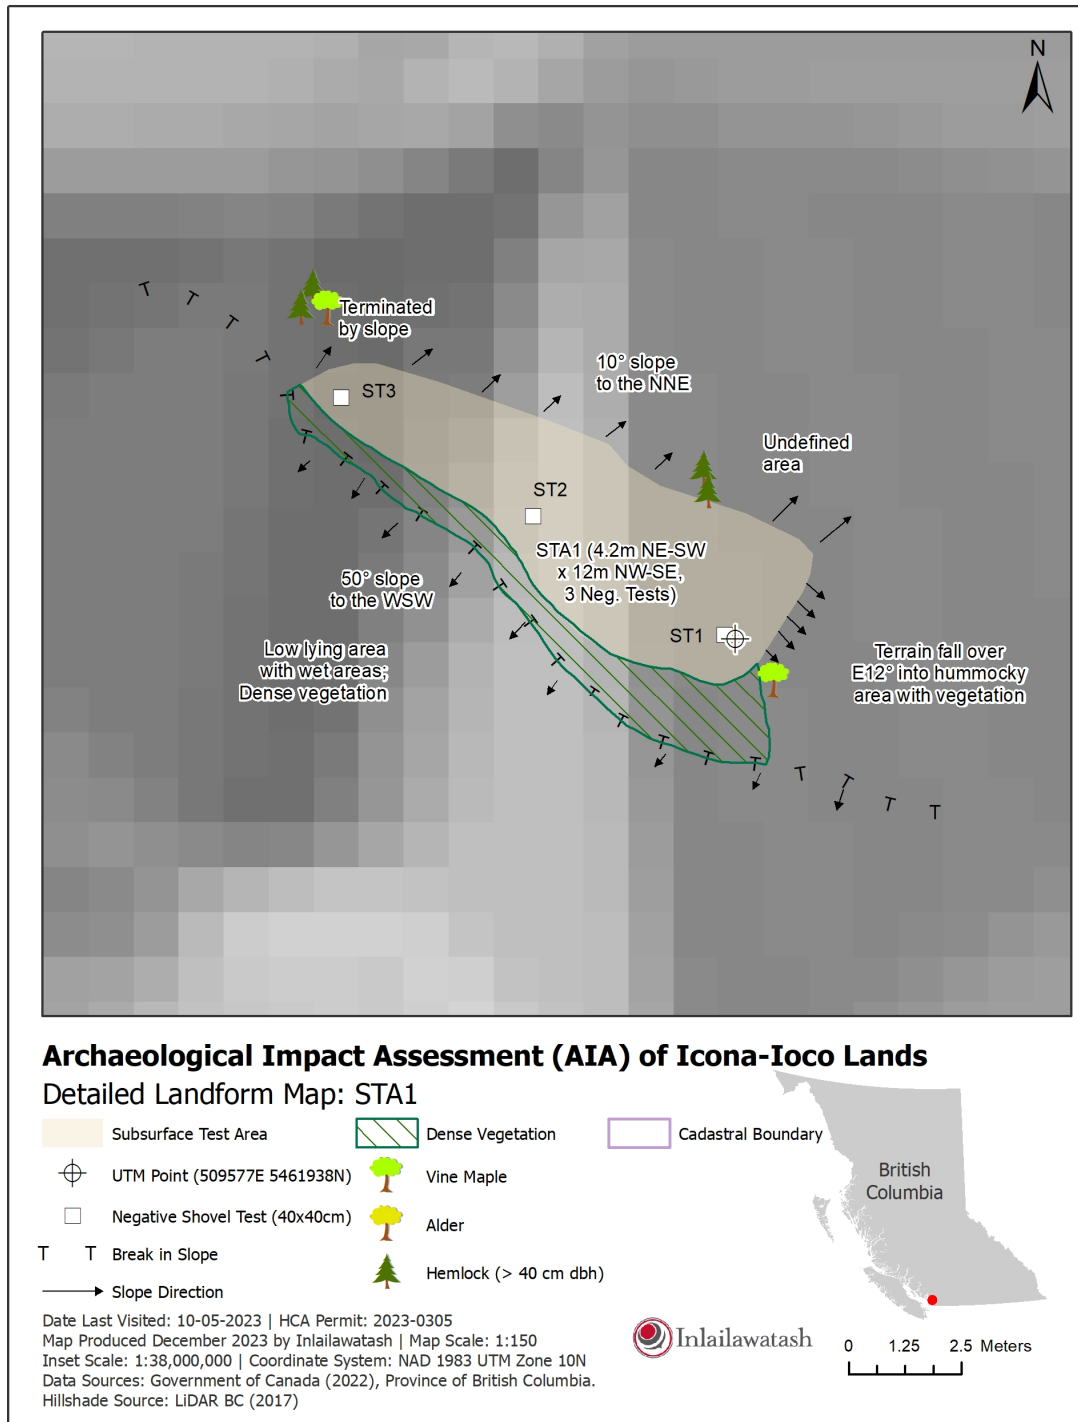 N
Terminated
by slope
ST3
10° slope
to the NNE
Undefined
area
ST2
STA1 (4.2m NE-SW
x 12m NW-SE,
3 Neg. Tests)
50° slope
to the WSW
ST1
Low lying area
with wet areas;
Dense vegetation
Terrain fall over
E12° into hummocky
area with vegetation
Archaeological Impact Assessment (AIA) of Icona-Ioco Lands
Detailed Landform Map: STA1
Subsurface Test Area
Dense Vegetation
Cadastral Boundary
UTM Point (509577E 5461938N)
Vine Maple
Negative Shovel Test (40x40cm)
Alder
T T Break in Slope
Hemlock (> 40 cm dbh)
Slope Direction
British
Columbia
Date Last Visited: 10-05-2023 | HCA Permit: 2023-0305
Map Produced December 2023 by Inlailawatash | Map Scale: 1:150
Inset Scale: 1:38,000,000 | Coordinate System: NAD 1983 UTM Zone 10N
Data Sources: Government of Canada (2022), Province of British Columbia.
Hillshade Source: LiDAR BC (2017)
Inlailawatash
0 1.25 2.5 Meters